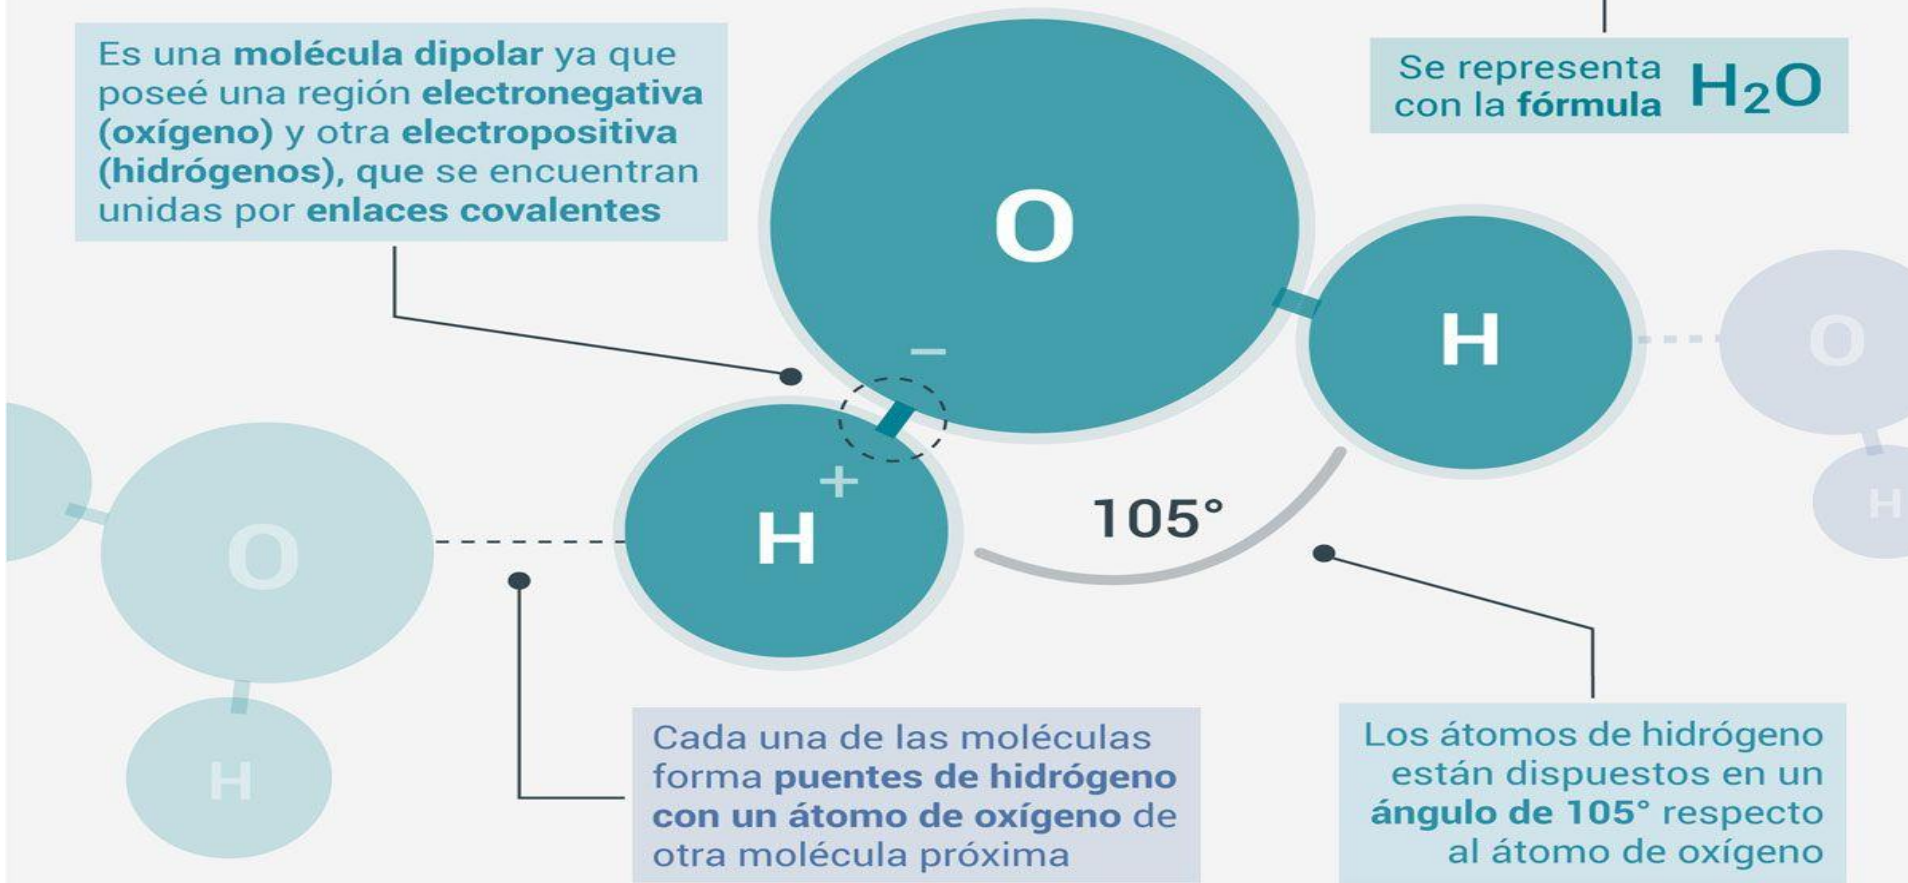 Es una molécula dipolar ya que
poseé una región electronegativa
(oxígeno) y otra electropositiva
(hidrógenos), que se encuentran
unidas por enlaces covalentes
Se representa
con la fórmula
H₂O
O
H
O
H
−
+
H
105°
O
H
Cada una de las moléculas
forma puentes de hidrógeno
con un átomo de oxígeno de
otra molécula próxima
Los átomos de hidrógeno
están dispuestos en un
ángulo de 105° respecto
al átomo de oxígeno